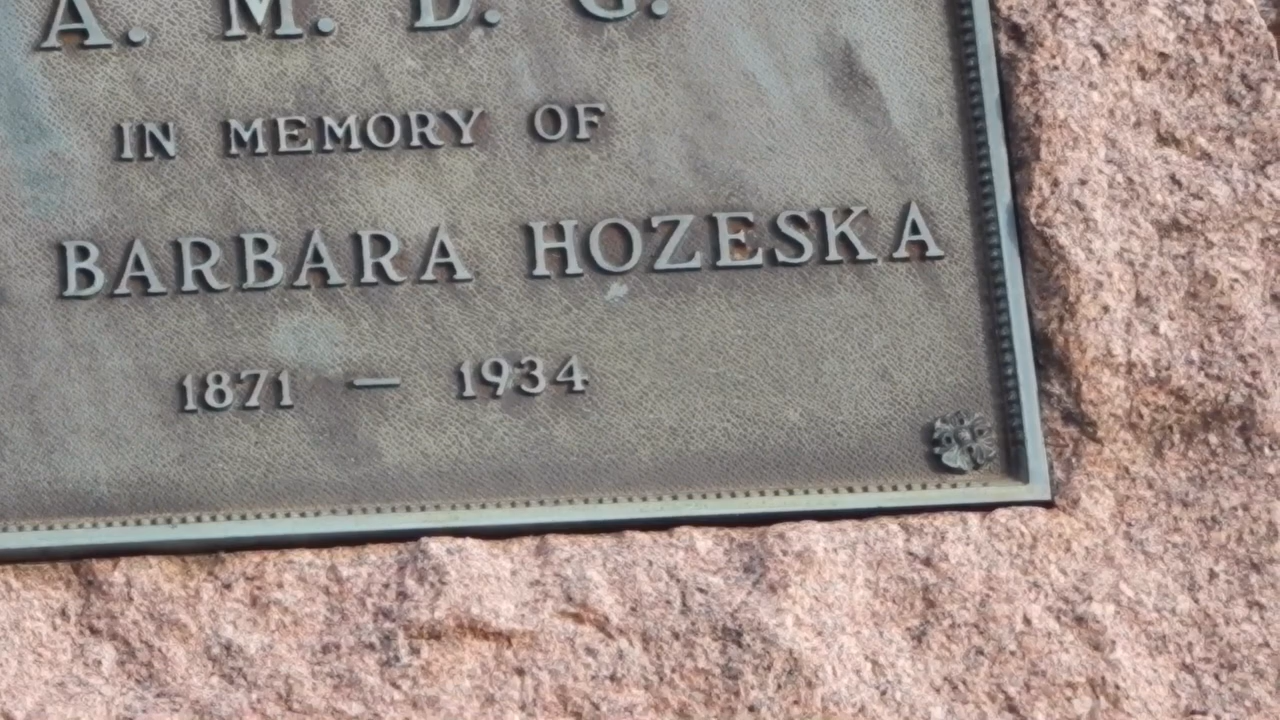 A. M. D. G.
IN MEMORY OF
BARBARA HOZESKA
1871 — 1934